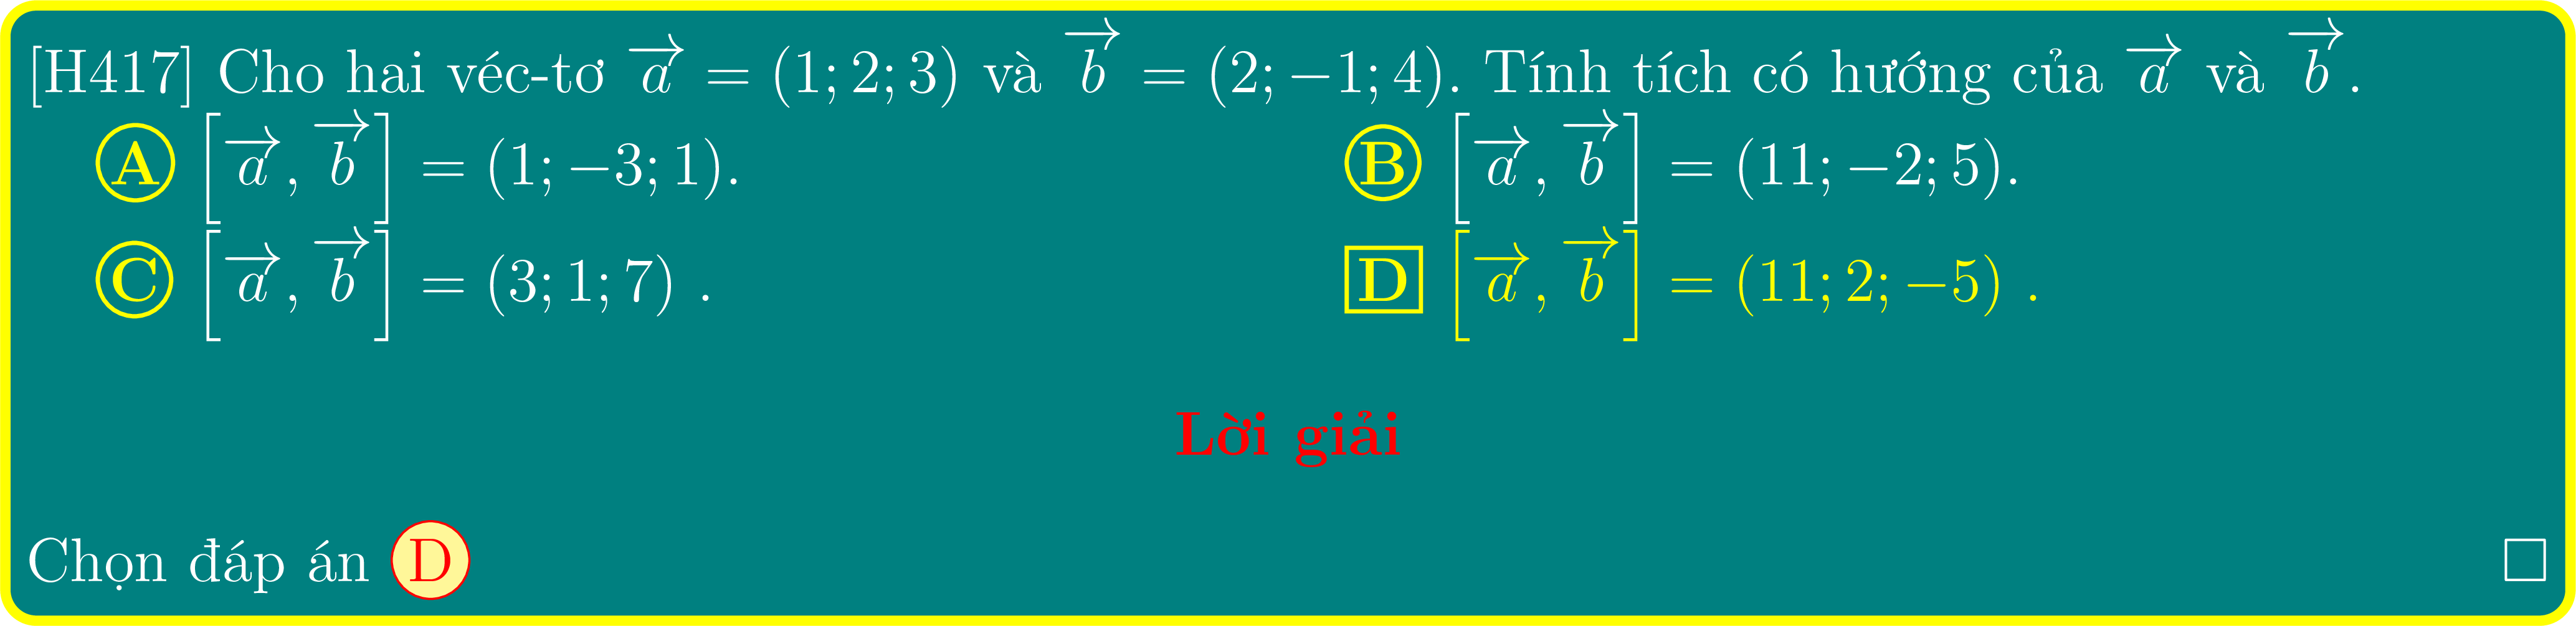 [H417] Cho hai véc-tơ $\overrightarrow{a} = (1; 2; 3)$ và $\overrightarrow{b} = (2; -1; 4)$. Tính tích có hướng của $\overrightarrow{a}$ và $\overrightarrow{b}$.
A $\left[\overrightarrow{a}, \overrightarrow{b}\right] = (1; -3; 1)$. B $\left[\overrightarrow{a}, \overrightarrow{b}\right] = (11; -2; 5)$.
C $\left[\overrightarrow{a}, \overrightarrow{b}\right] = (3; 1; 7)$ . D $\left[\overrightarrow{a}, \overrightarrow{b}\right] = (11; 2; -5)$ .
Lời giải
Chọn đáp án D □